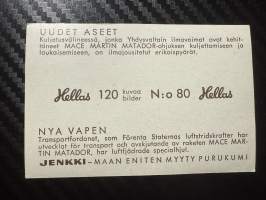 UUDET ASEET
Kuljetusvälineessä, jonka Yhdysvaltain ilmavoimat ovat kehit-
täneet MACE MARTIN MATADOR-ohjuksen kuljettamiseen ja
laukaisemiseen, on ilmajousitetut erikoispyörät.
Hellas 120 kuvaa bilder N:o 80 Hellas
NYA VAPEN
Transportfordonet, som Förenta Staternas luftstridskrafter har
utvecklat för transport och avskjutande av raketen MACE MAR-
TIN MATADOR, har luftfjädrade specialhjul.
JENKKI – MAAN ENITEN MYYTY PURUKUMI